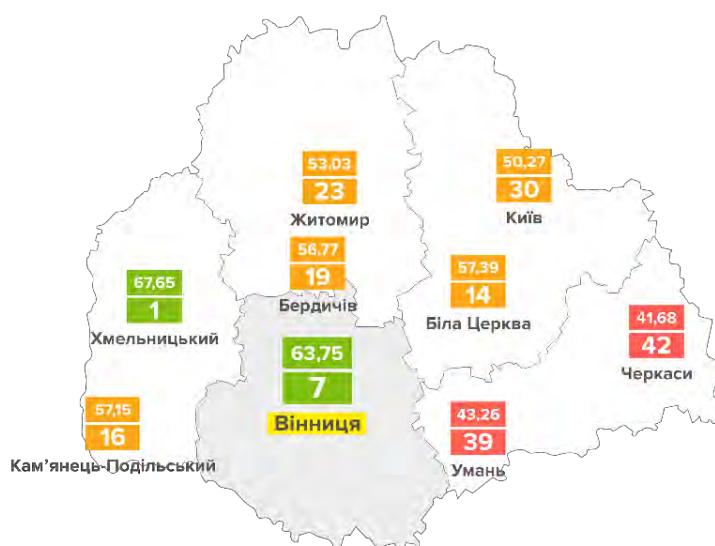 53.03
23
Житомир
50,27
30
Київ
56,77
19
Бердичів
57,39
14
Біла Церква
67,65
1
Хмельницький
63,75
7
Вінниця
41,68
42
Черкаси
57,15
16
Кам’янець-Подільський
43,26
39
Умань